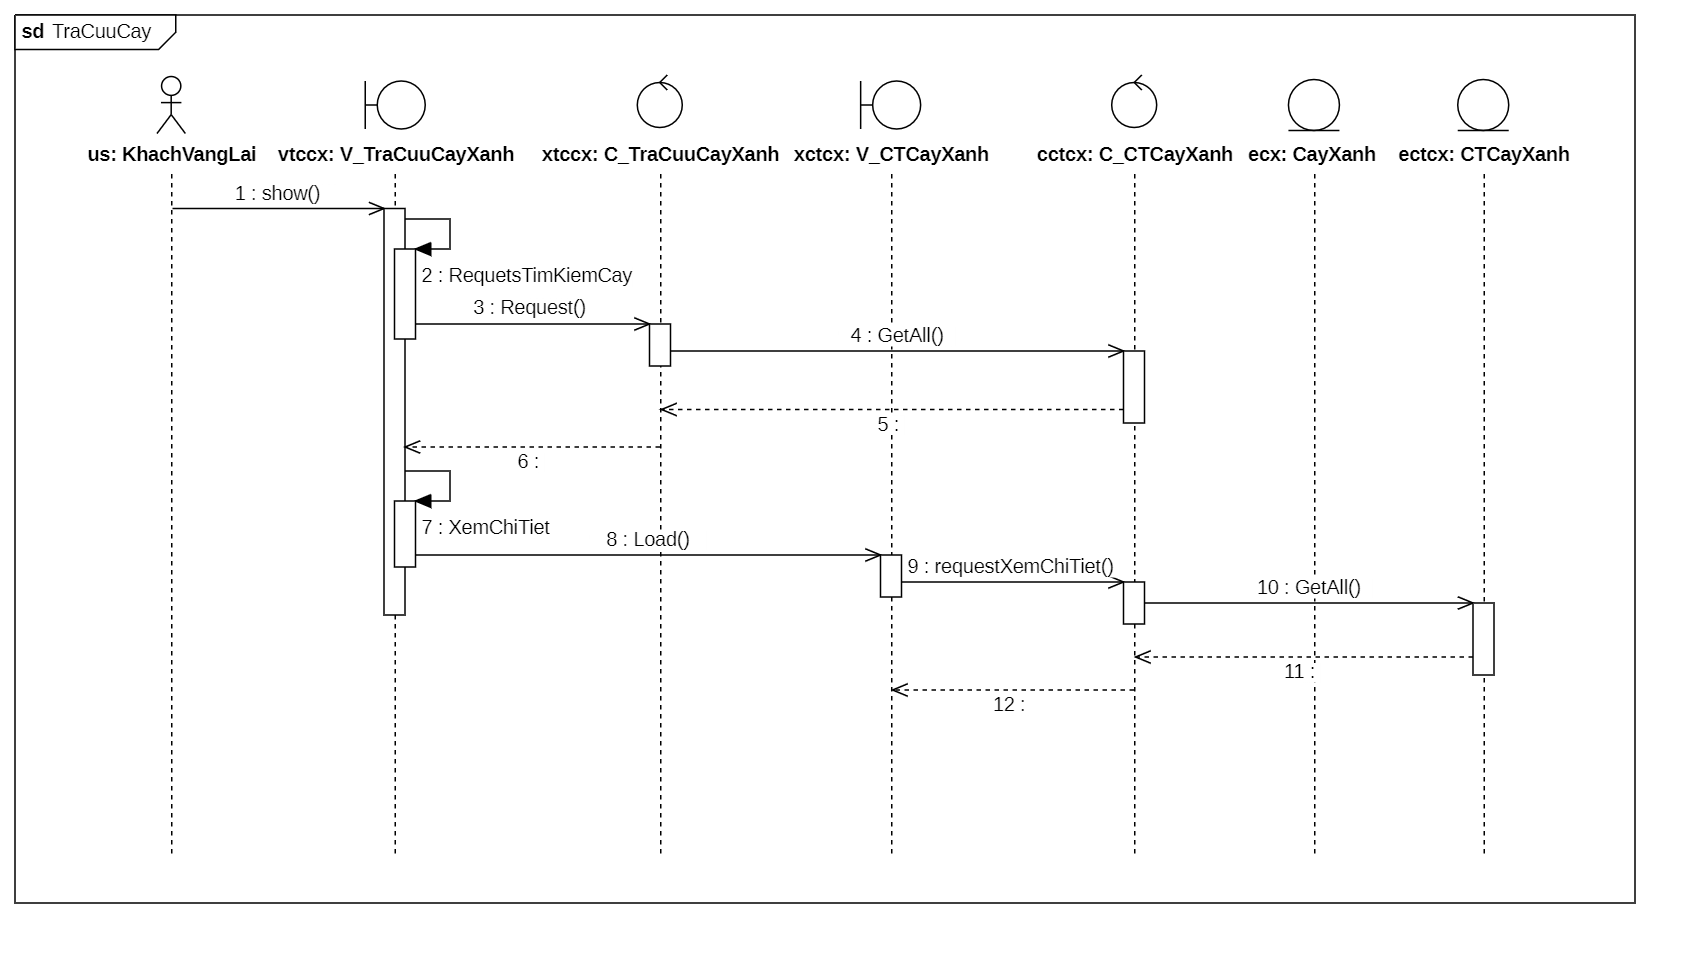 sd TraCuuCay
us: KhachVangLai
vtccx: V_TraCuuCayXanh
xtccx: C_TraCuuCayXanh
xctcx: V_CTCayXanh
cctcx: C_CTCayXanh
ecx: CayXanh
ectcx: CTCayXanh
1 : show()
2 : RequetsTimKiemCay
3 : Request()
4 : GetAll()
5 :
6 :
7 : XemChiTiet
8 : Load()
9 : requestXemChiTiet()
10 : GetAll()
11 :
12 :